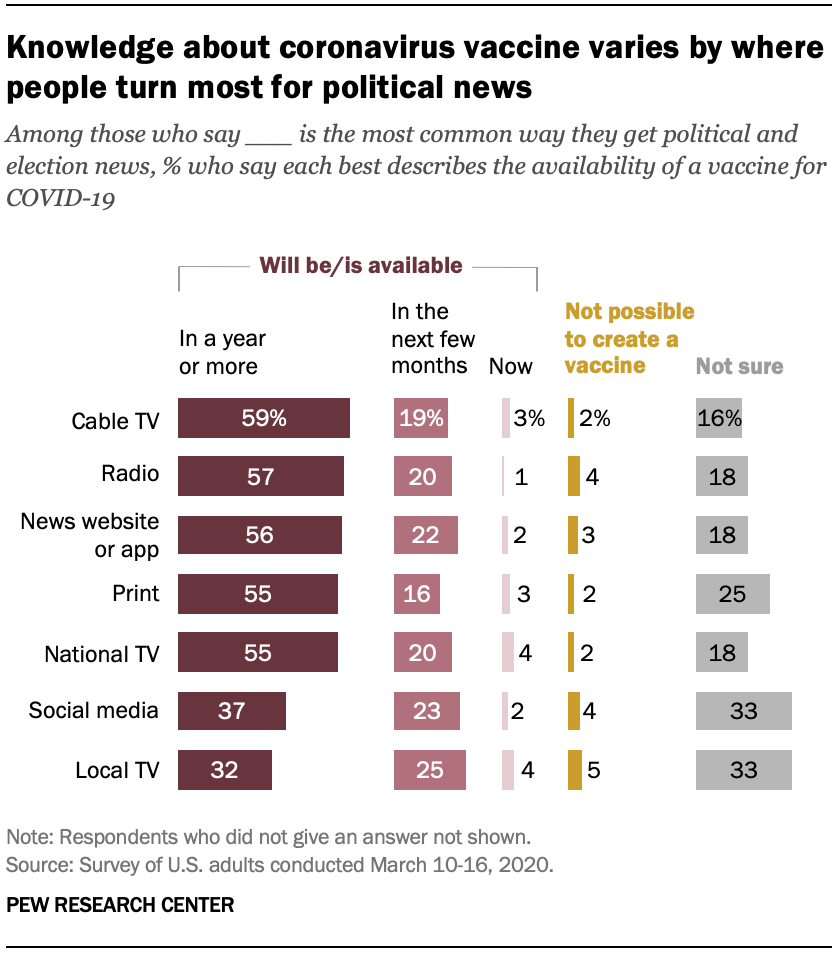 Knowledge about coronavirus vaccine varies by where
people turn most for political news
Among those who say ___ is the most common way they get political and
election news, % who say each best describes the availability of a vaccine for
COVID-19
Will be/is available
In a year
or more
In the
next few
months
Now
Not possible
to create a
vaccine
Not sure
Cable TV 59% 19% 3% 2% 16%
Radio 57 20 1 4 18
News website
or app 56 22 2 3 18
Print 55 16 3 2 25
National TV 55 20 4 2 18
Social media 37 23 2 4 33
Local TV 32 25 4 5 33
Note: Respondents who did not give an answer not shown.
Source: Survey of U.S. adults conducted March 10-16, 2020.
PEW RESEARCH CENTER